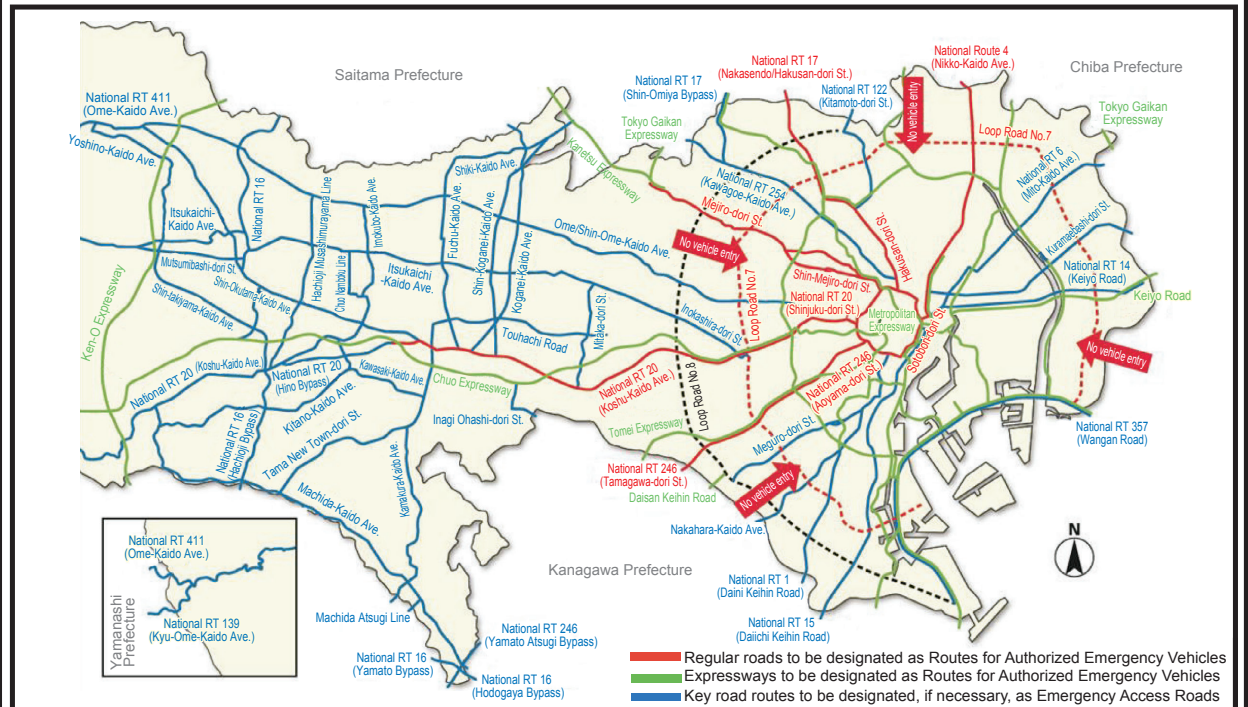 Saitama Prefecture
Chiba Prefecture
Kanagawa Prefecture
National RT 411
(Ome-Kaido Ave.)
Yoshino-Kaido Ave.
Itsukaichi-
Kaido Ave.
National RT 16
Mutsumibashi-dori St.
Shin-Okutama-Kaido Ave.
Ken-O Expressway
Hachioji Musashimurayama Line
Chuo Namboku Line
Imokubo-Kaido Ave.
Itsukaichi
-Kaido Ave.
Fuchu-Kaido Ave.
Shin-Koganei-Kaido Ave.
Koganei-Kaido Ave.
Shiki-Kaido Ave.
Ome/Shin-Ome-Kaido Ave.
Touhachi Road
Mitaka-dori St.
Inokashira-dori St.
National RT 20
(Koshu-Kaido Ave.)
National RT 20
(Hino Bypass)
Kawasaki-Kaido Ave.
Chuo Expressway
National RT 20
(Koshu-Kaido Ave.)
National RT 16
(Hachioji Bypass)
Kitano-Kaido Ave.
Tama New Town-dori St.
Inagi Ohashi-dori St.
Machida-Kaido Ave.
Kamakura-Kaido Ave.
Machida Atsugi Line
National RT 246
(Yamato Atsugi Bypass)
National RT 16
(Yamato Bypass)
National RT 16
(Hodogaya Bypass)
National RT 17
(Shin-Omiya Bypass)
National RT 17
(Nakasendo/Hakusan-dori St.)
National RT 122
(Kitamoto-dori St.)
National Route 4
(Nikko-Kaido Ave.)
Tokyo Gaikan
Expressway
Tokyo Gaikan
Expressway
Kanetsu Expressway
No vehicle entry
Loop Road No.7
National RT 6
(Mito-Kaido Ave.)
National RT 254
(Kawagoe-Kaido Ave.)
Mejiro-dori St.
Hakusan-dori St.
Kuramaebashi-dori St.
No vehicle entry
Loop Road No.7
Shin-Mejiro-dori St.
National RT 20
(Shinjuku-dori St.)
Metropolitan
Expressway
Sotobori-dori St.
National RT 14
(Keiyo Road)
Keiyo Road
No vehicle entry
Loop Road No.8
National RT 246
(Aoyama-dori St.)
Tomei Expressway
Meguro-dori St.
National RT 246
(Tamagawa-dori St.)
Daisan Keihin Road
No vehicle entry
National RT 357
(Wangan Road)
Nakahara-Kaido Ave.
National RT 1
(Daini Keihin Road)
National RT 15
(Daiichi Keihin Road)
N
National RT 411
(Ome-Kaido Ave.)
National RT 139
(Kyu-Ome-Kaido Ave.)
Yamanashi
Prefecture
Regular roads to be designated as Routes for Authorized Emergency Vehicles
Expressways to be designated as Routes for Authorized Emergency Vehicles
Key road routes to be designated, if necessary, as Emergency Access Roads